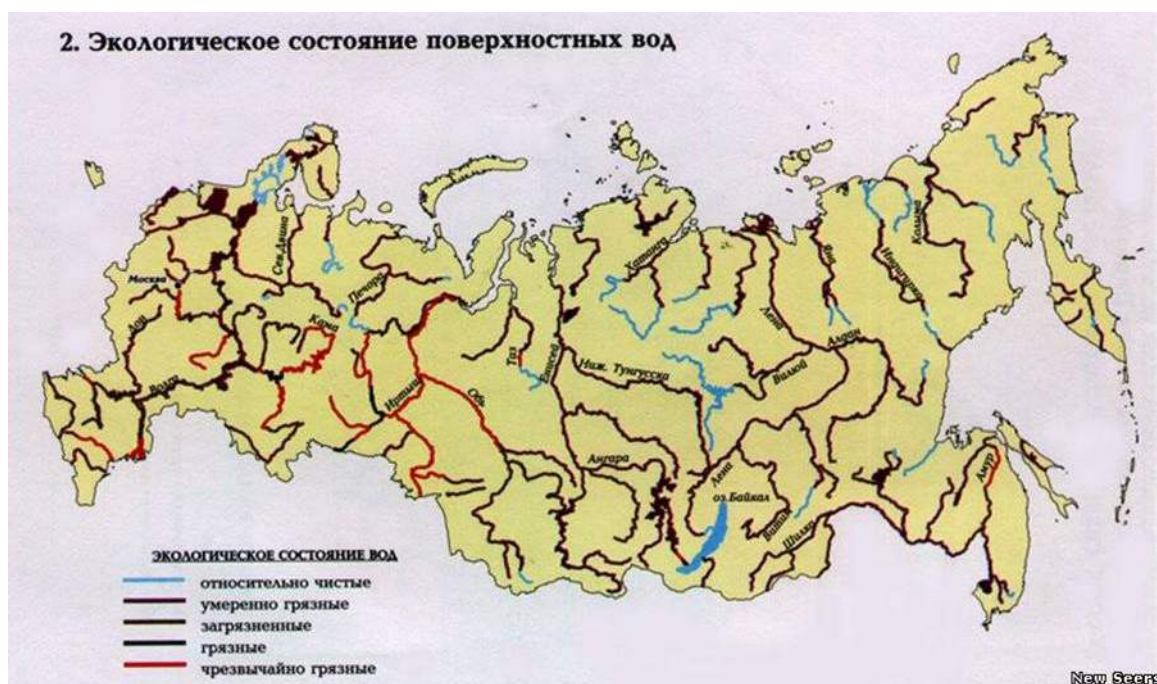 2. Экологическое состояние поверхностных вод
Москва
Дон
Волга
Сев.Двина
Печора
Кама
Иртыш
Обь
Таз
Енисей
Хатанга
Ниж. Тунгусска
Ангара
Лена
Вилюй
Алдан
Яна
Индигирка
Колыма
Лена
оз.Байкал
Витим
Шилка
Амур
ЭКОЛОГИЧЕСКОЕ СОСТОЯНИЕ ВОД
относительно чистые
умеренно грязные
загрязненные
грязные
чрезвычайно грязные
New Seers